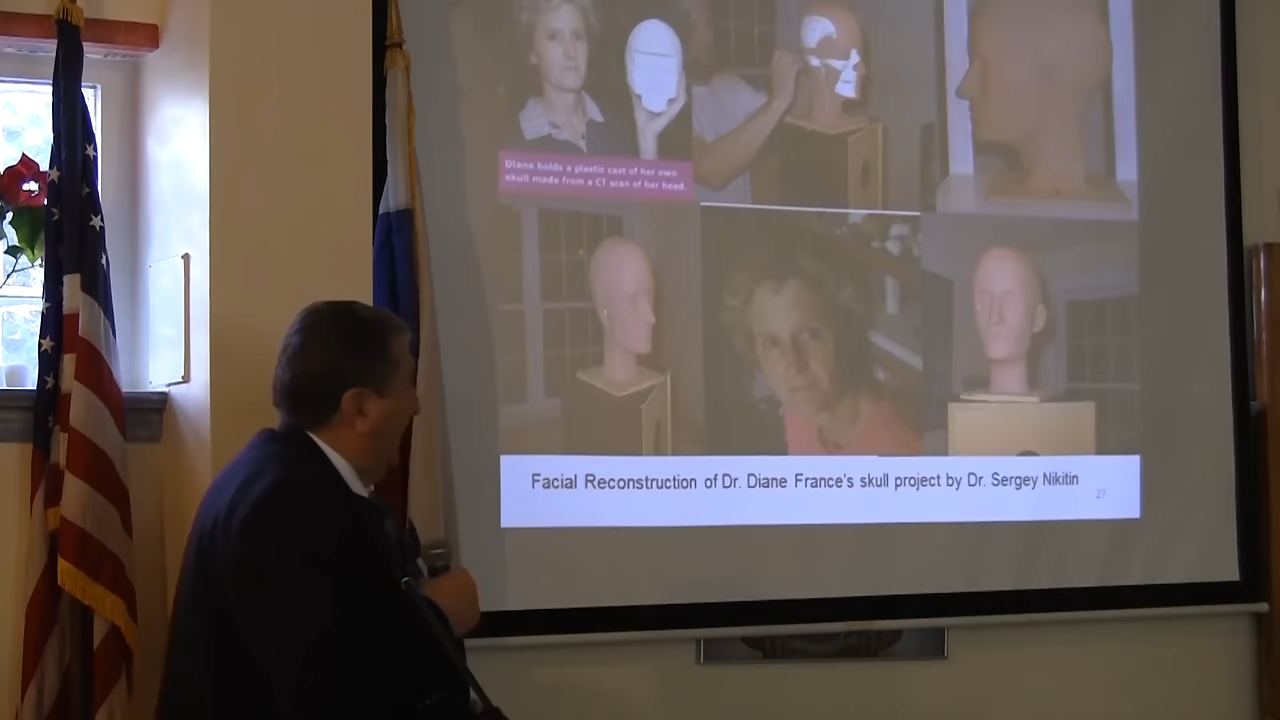 Diane holds a plastic cast of her own
skull made from a CT scan of her head.
Facial Reconstruction of Dr. Diane France's skull project by Dr. Sergey Nikitin
27